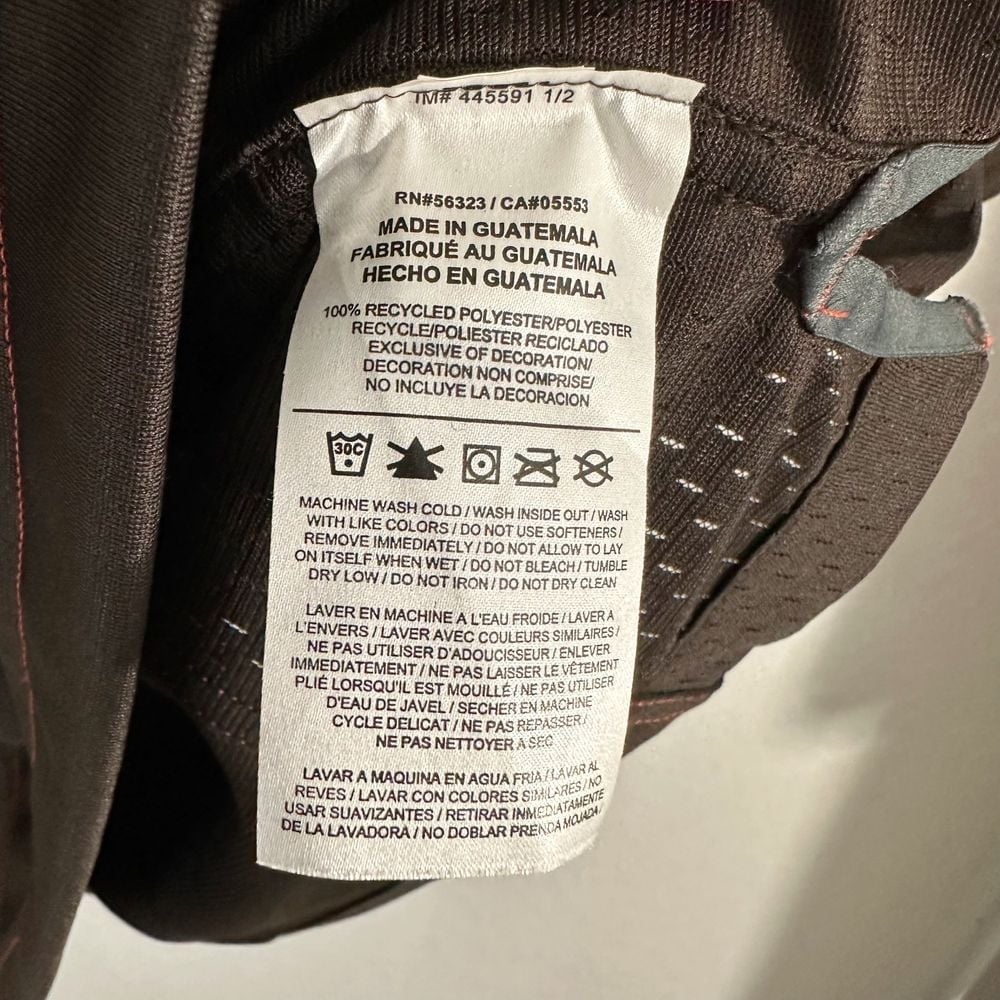 IM# 445591 1/2
RN#56323 / CA#05553
MADE IN GUATEMALA
FABRIQUÉ AU GUATEMALA
HECHO EN GUATEMALA
100% RECYCLED POLYESTER/POLYESTER
RECYCLE/POLIESTER RECICLADO
EXCLUSIVE OF DECORATION/
DECORATION NON COMPRISE/
NO INCLUYE LA DECORACION
30C
MACHINE WASH COLD / WASH INSIDE OUT / WASH
WITH LIKE COLORS / DO NOT USE SOFTENERS /
REMOVE IMMEDIATELY / DO NOT ALLOW TO LAY
ON ITSELF WHEN WET / DO NOT BLEACH / TUMBLE
DRY LOW / DO NOT IRON / DO NOT DRY CLEAN
LAVER EN MACHINE A L'EAU FROIDE / LAVER A
L'ENVERS / LAVER AVEC COULEURS SIMILAIRES /
NE PAS UTILISER D'ADOUCISSEUR / ENLEVER
IMMEDIATEMENT / NE PAS LAISSER LE VÊTEMENT
PLIÉ LORSQU'IL EST MOUILLÉ / NE PAS UTILISER
D'EAU DE JAVEL / SECHER EN MACHINE
CYCLE DELICAT / NE PAS REPASSER /
NE PAS NETTOYER A SEC
LAVAR A MAQUINA EN AGUA FRIA / LAVAR AL
REVES / LAVAR CON COLORES SIMILARES / NO
USAR SUAVIZANTES / RETIRAR INMEDIATAMENTE
DE LA LAVADORA / NO DOBLAR PRENDA MOJADA /